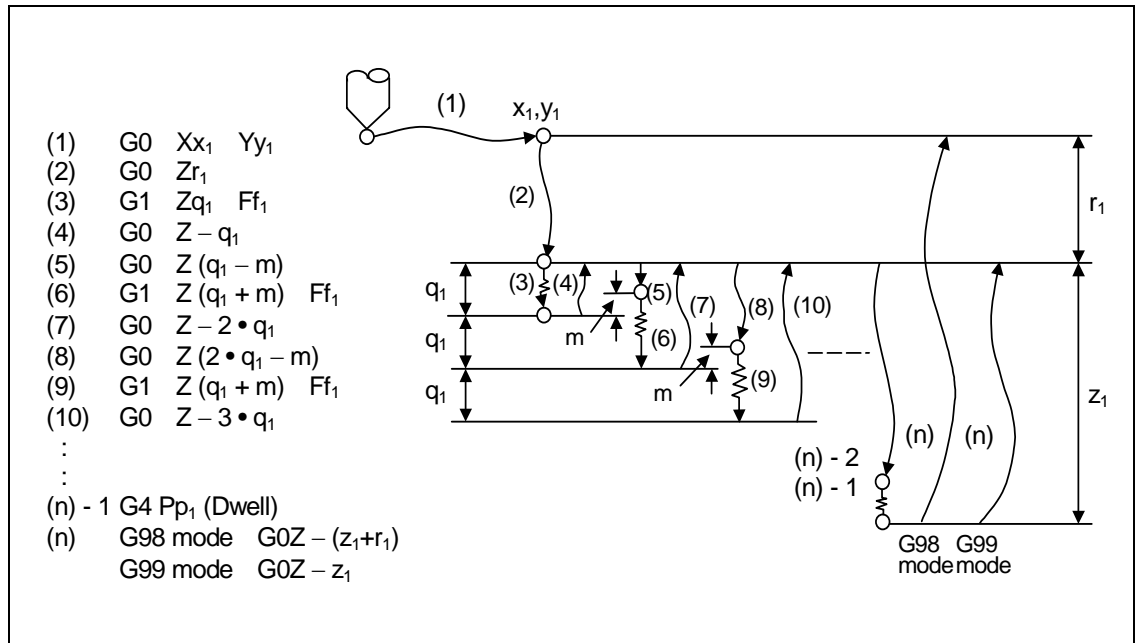 (1) G0 Xx₁ Yy₁
(2) G0 Zr₁
(3) G1 Zq₁ Ff₁
(4) G0 Z – q₁
(5) G0 Z (q₁ – m)
(6) G1 Z (q₁ + m) Ff₁
(7) G0 Z – 2 • q₁
(8) G0 Z (2 • q₁ – m)
(9) G1 Z (q₁ + m) Ff₁
(10) G0 Z – 3 • q₁
:
:
(n) - 1 G4 Pp₁ (Dwell)
(n) G98 mode G0Z – (z₁+r₁)
G99 mode G0Z – z₁
(1)
x₁,y₁
(2)
r₁
q₁
(3)
(4)
(5)
m
(6)
(7)
(8)
(10)
q₁
m
(9)
q₁
z₁
(n)
(n)
(n) - 2
(n) - 1
G98 mode
G99 mode